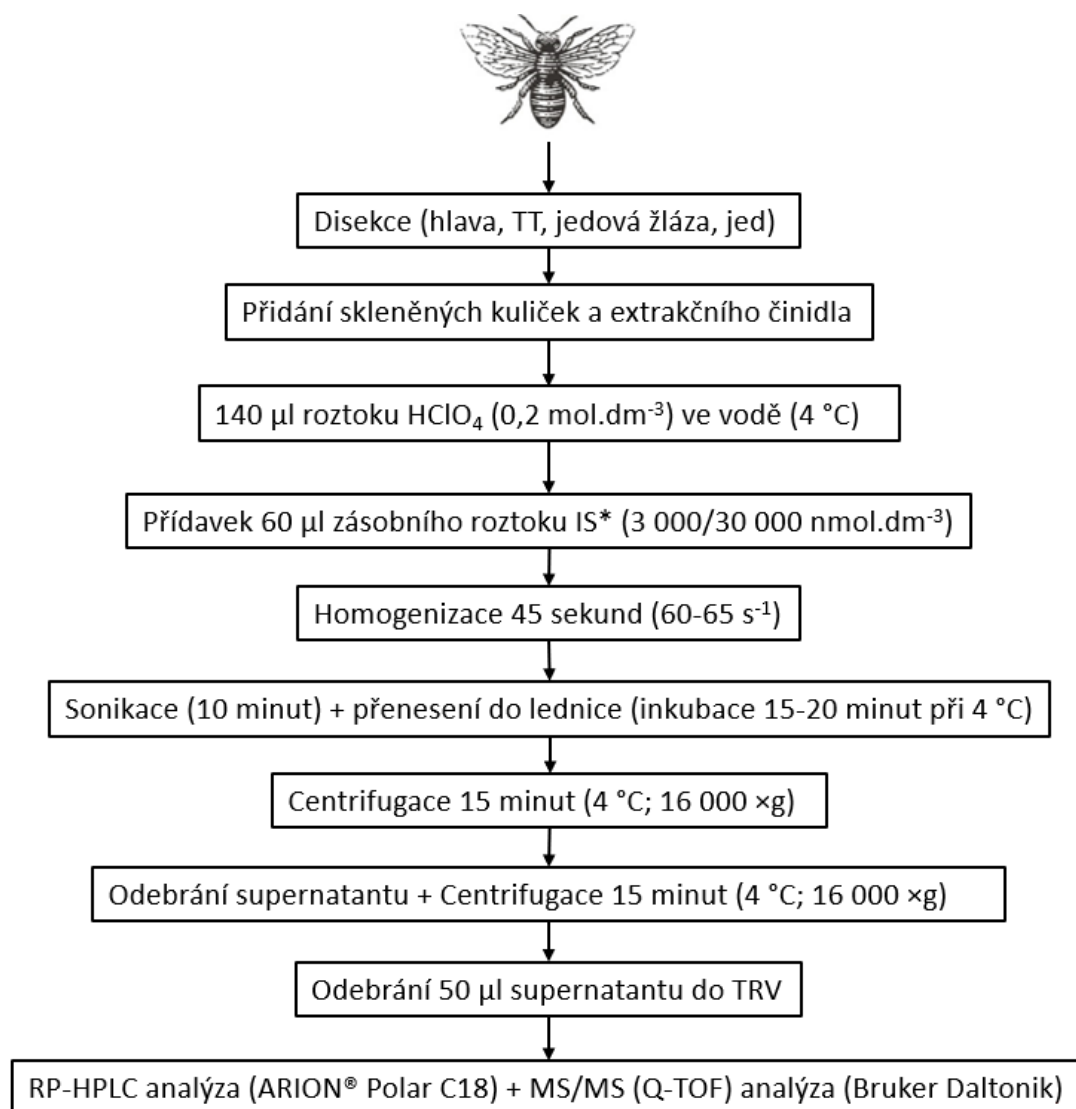 Disekce (hlava, TT, jedová žláza, jed)
Přidání skleněných kuliček a extrakčního činidla
140 µl roztoku HClO₄ (0,2 mol.dm⁻³) ve vodě (4 °C)
Přídavek 60 µl zásobního roztoku IS* (3 000/30 000 nmol.dm⁻³)
Homogenizace 45 sekund (60-65 s⁻¹)
Sonikace (10 minut) + přenesení do lednice (inkubace 15-20 minut při 4 °C)
Centrifugace 15 minut (4 °C; 16 000 ×g)
Odebrání supernatantu + Centrifugace 15 minut (4 °C; 16 000 ×g)
Odebrání 50 µl supernatantu do TRV
RP-HPLC analýza (ARION® Polar C18) + MS/MS (Q-TOF) analýza (Bruker Daltonik)